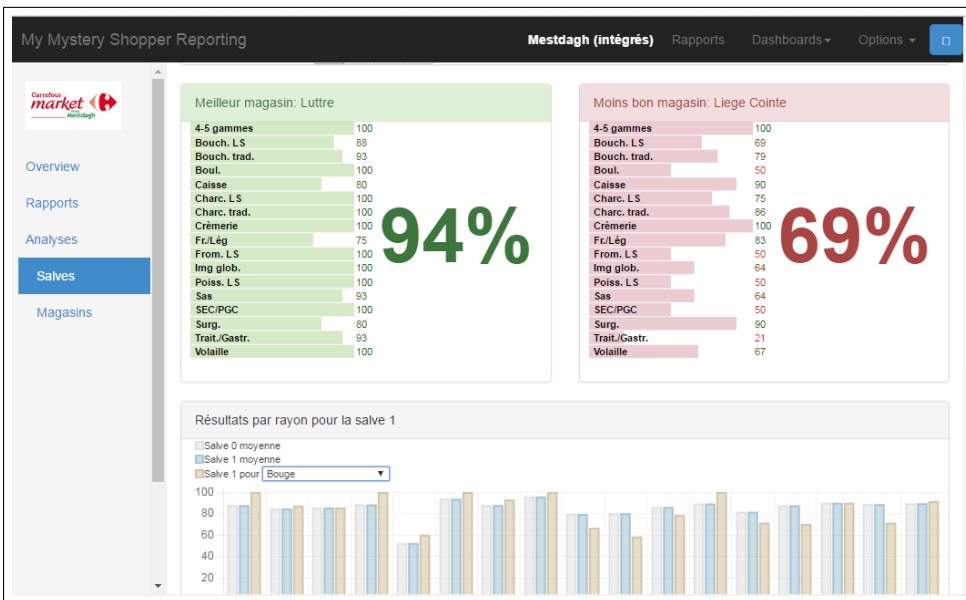 My Mystery Shopper Reporting
Mestdagh (intégrés) Rapports Dashboards Options
Carrefour
market
Mestdagh
Overview
Rapports
Analyses
Salves
Magasins
Meilleur magasin: Luttre
4-5 gammes 100
Bouch. LS 88
Bouch. trad. 93
Boul. 100
Caisse 80
Charc. LS 100
Charc. trad. 100
Crèmerie 100
Fr./Lég 75
From. LS 100
Img glob. 100
Poiss. LS 100
Sas 93
SEC/PGC 100
Surg. 80
Trait./Gastr. 93
Volaille 100
94%
Moins bon magasin: Liege Cointe
4-5 gammes 100
Bouch. LS 69
Bouch. trad. 79
Boul. 50
Caisse 90
Charc. LS 75
Charc. trad. 86
Crèmerie 100
Fr./Lég 83
From. LS 50
Img glob. 64
Poiss. LS 50
Sas 64
SEC/PGC 50
Surg. 90
Trait./Gastr. 21
Volaille 67
69%
Résultats par rayon pour la salve 1
Salve 0 moyenne
Salve 1 moyenne
Salve 1 pour Bouge
100
80
60
40
20